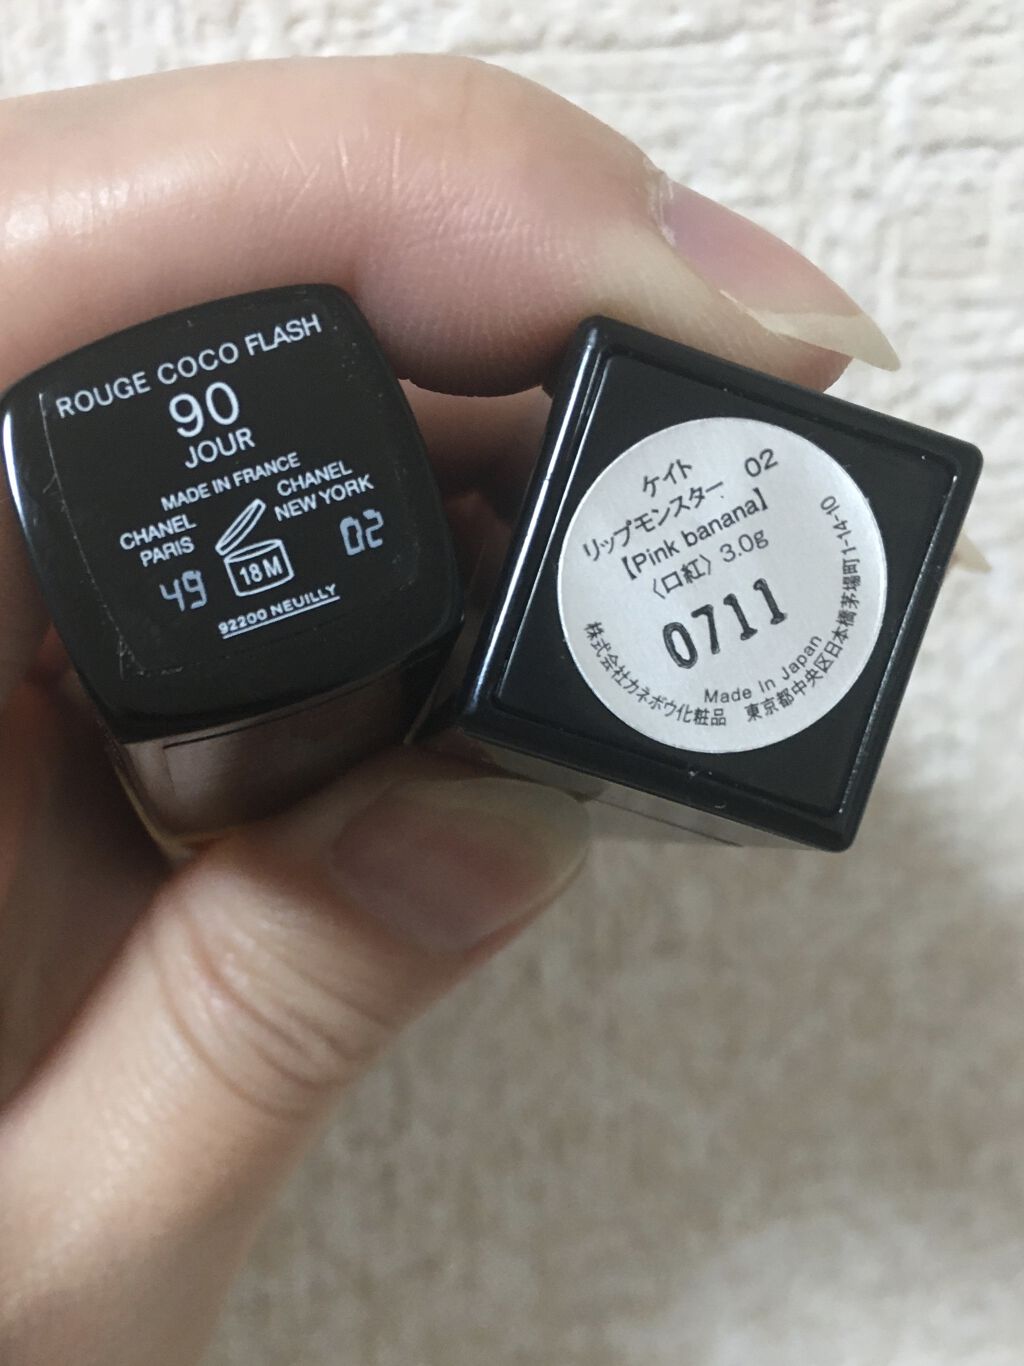 ROUGE COCO FLASH
90
JOUR
MADE IN FRANCE
CHANEL
PARIS
CHANEL
NEW YORK
49
18 M
02
92200 NEUILLY
ケイト
リップモンスター 02
【Pink banana】
〈口紅〉3.0g
0711
Made in Japan
株式会社カネボウ化粧品 東京都中央区日本橋茅場町1-14-10